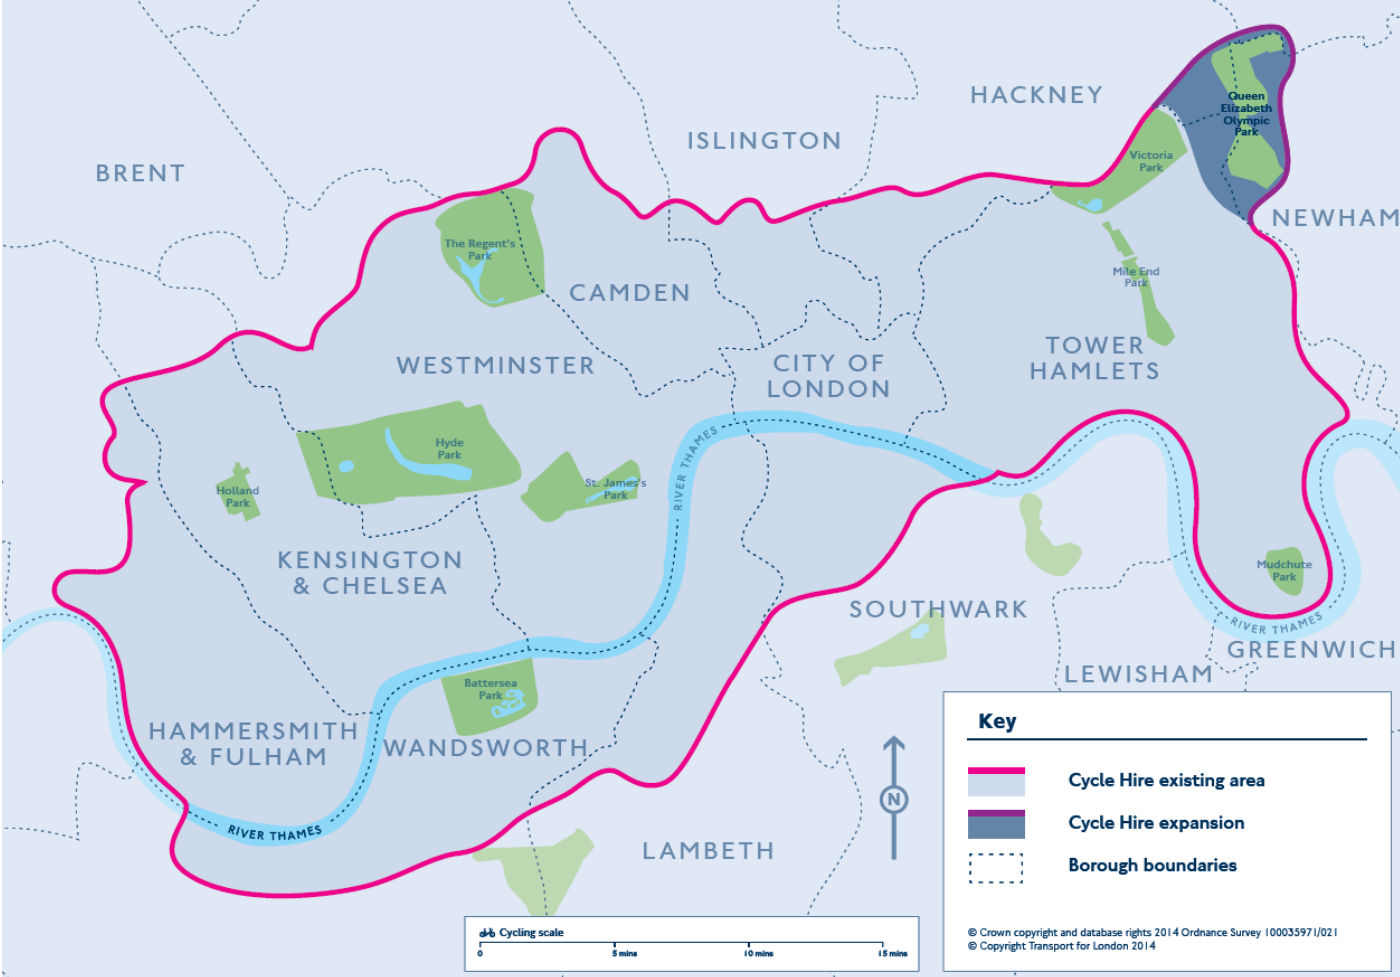 HACKNEY
Queen
Elizabeth
Olympic
Park
ISLINGTON
Victoria
Park
BRENT
NEWHAM
The Regent's
Park
Mile End
Park
CAMDEN
TOWER
HAMLETS
WESTMINSTER
CITY OF
LONDON
Hyde
Park
RIVER THAMES
St. James's
Park
Holland
Park
KENSINGTON
& CHELSEA
Mudchute
Park
SOUTHWARK
RIVER THAMES
GREENWICH
LEWISHAM
Battersea
Park
HAMMERSMITH
& FULHAM
WANDSWORTH
RIVER THAMES
LAMBETH
N
Key
Cycle Hire existing area
Cycle Hire expansion
Borough boundaries
© Crown copyright and database rights 2014 Ordnance Survey 100035971/021
© Copyright Transport for London 2014
Cycling scale
0 5 mins 10 mins 15 mins